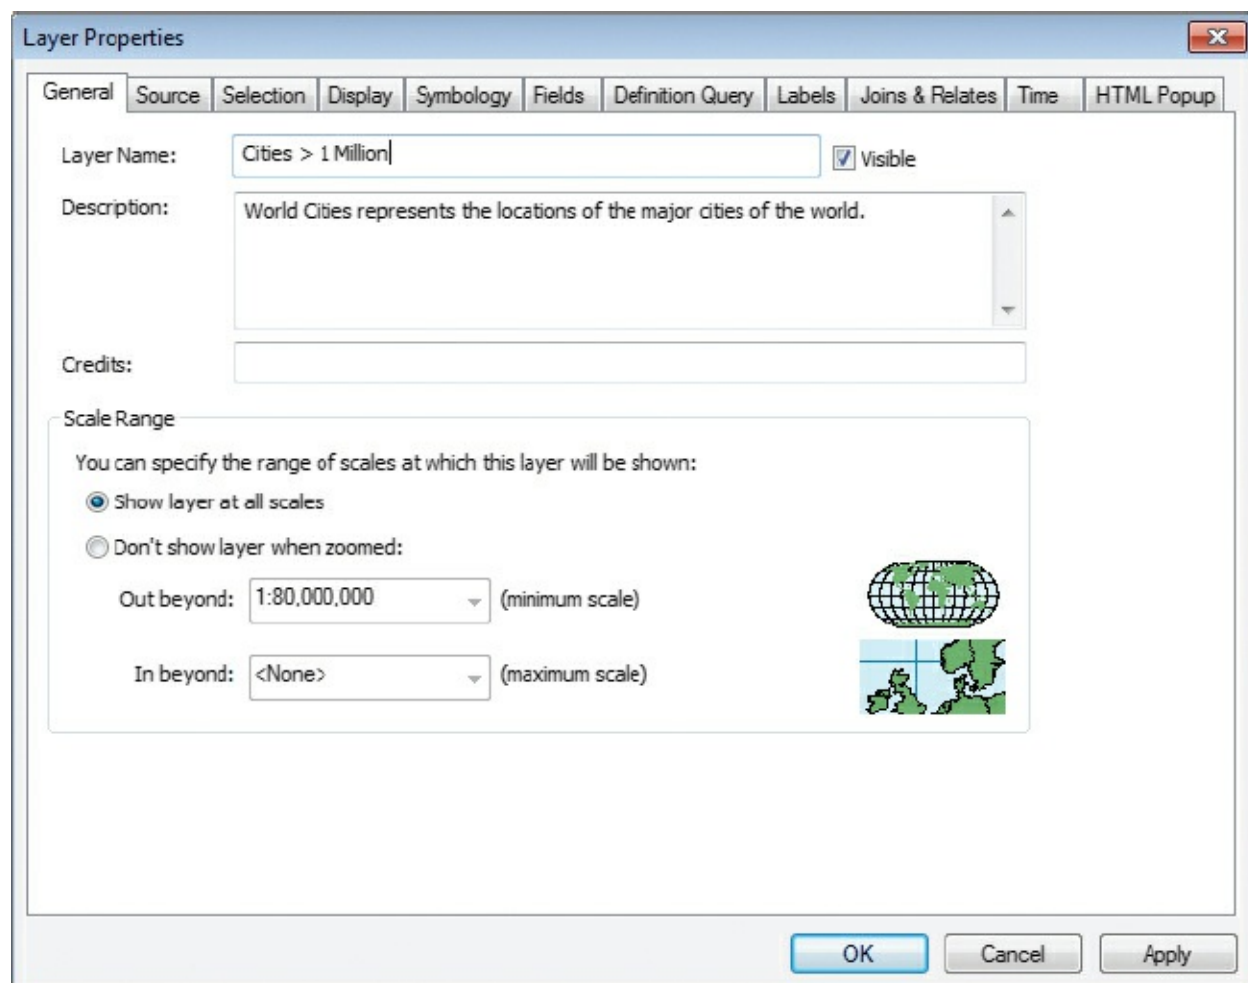 Layer Properties
General Source Selection Display Symbology Fields Definition Query Labels Joins & Relates Time HTML Popup
Layer Name: Cities > 1 Million Visible
Description: World Cities represents the locations of the major cities of the world.
Credits:
Scale Range
You can specify the range of scales at which this layer will be shown:
Show layer at all scales
Don't show layer when zoomed:
Out beyond: 1:80,000,000 (minimum scale)
In beyond: <None> (maximum scale)
OK Cancel Apply